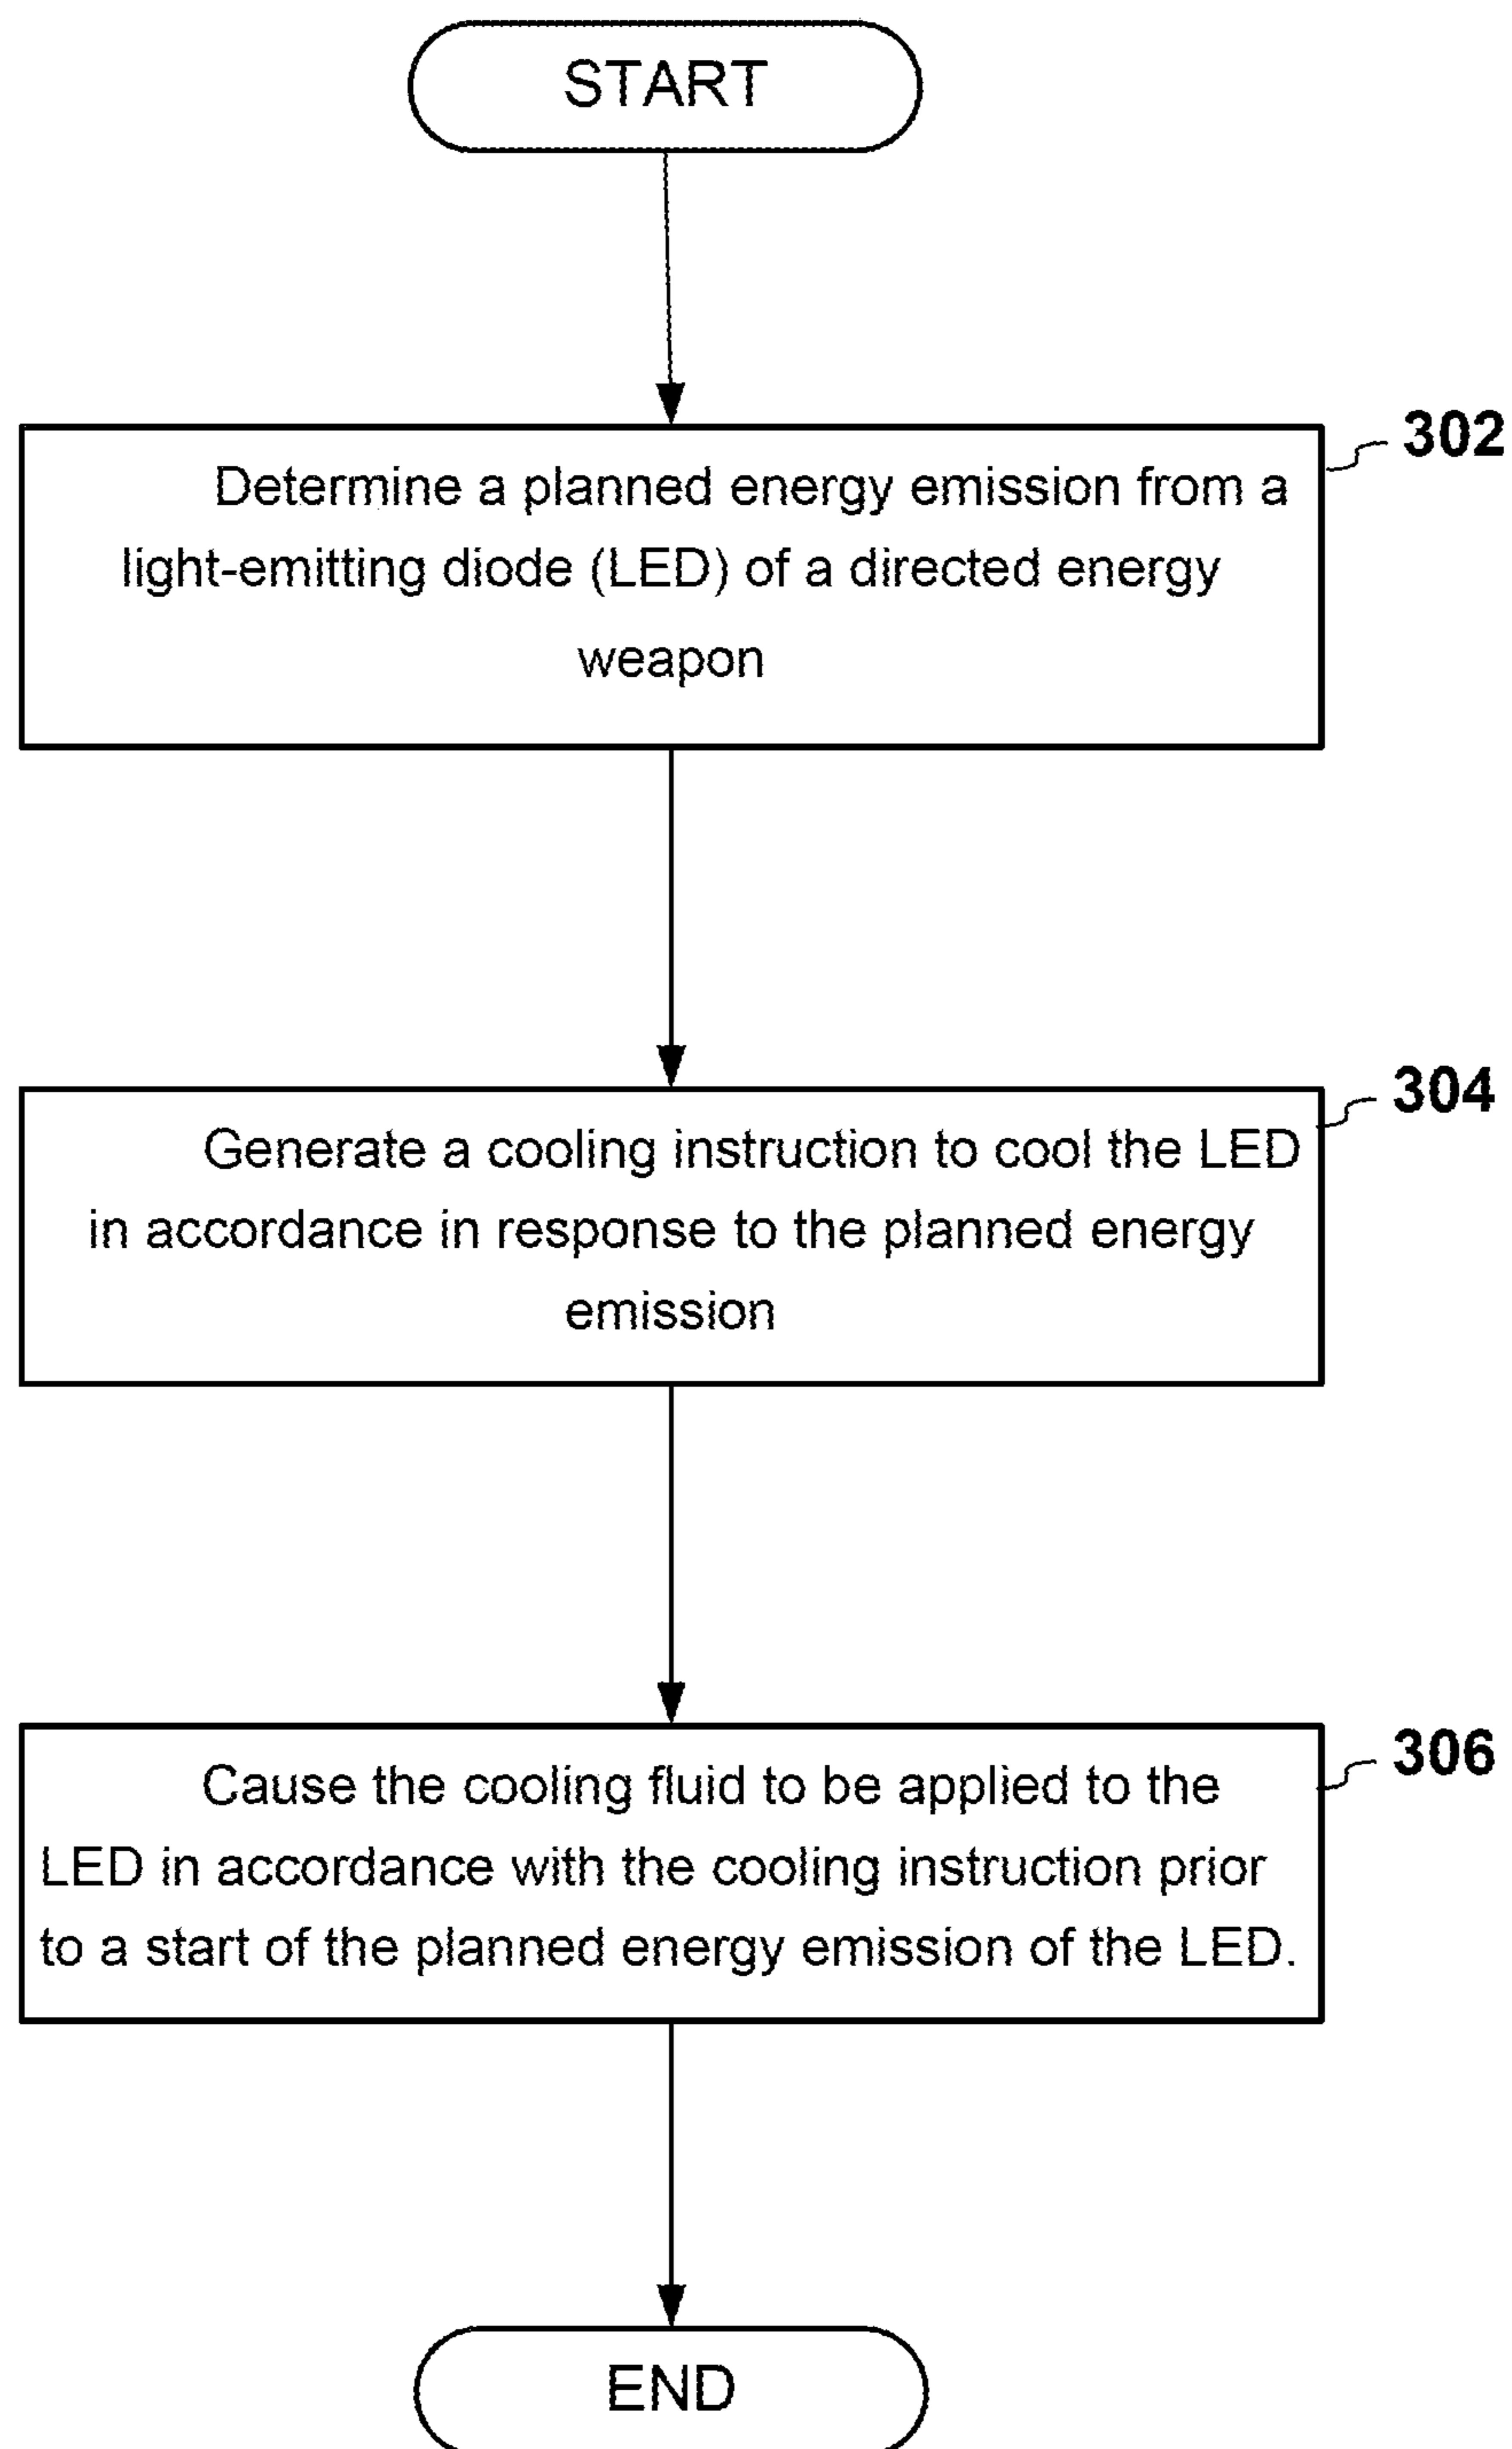 START
302
Determine a planned energy emission from a
light-emitting diode (LED) of a directed energy
weapon
304
Generate a cooling instruction to cool the LED
in accordance in response to the planned energy
emission
306
Cause the cooling fluid to be applied to the
LED in accordance with the cooling instruction prior
to a start of the planned energy emission of the LED.
END